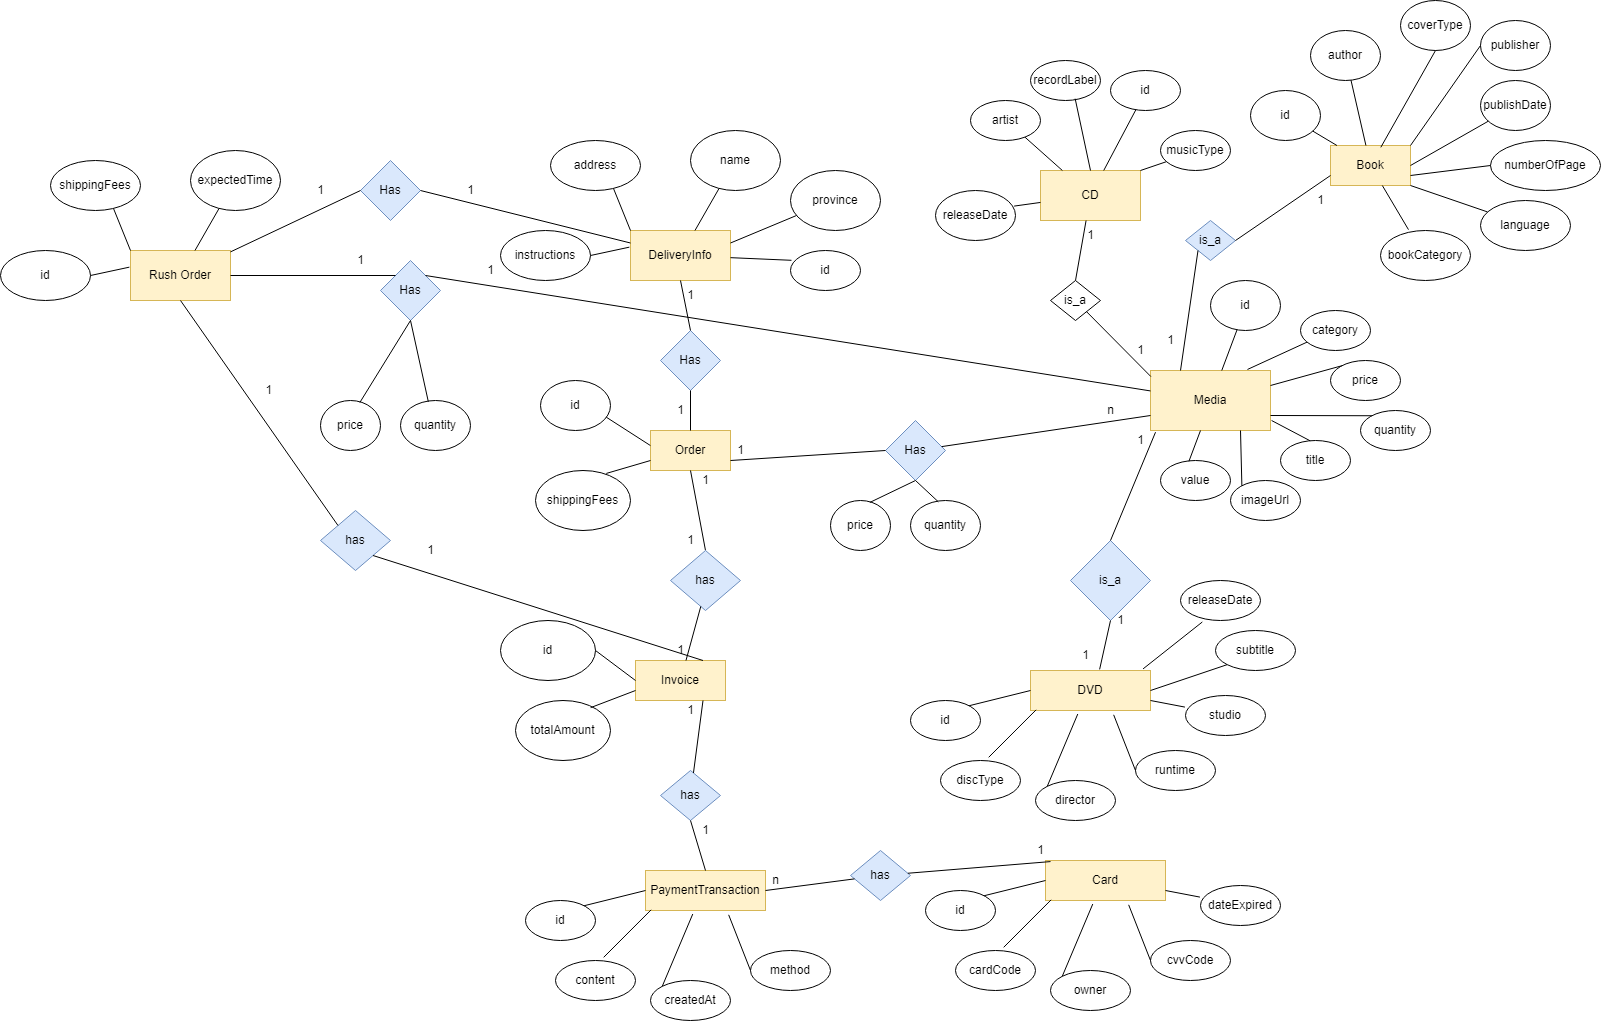 coverType
publisher
author
recordLabel
id
publishDate
id
artist
musicType
Book
numberOfPage
address
name
shippingFees
expectedTime
Has
1
1
CD
1
province
releaseDate
language
is_a
bookCategory
1
instructions
DeliveryInfo
id
id
Rush Order
1
1
Has
1
is_a
id
category
Has
1
1
price
1
Media
id
1
n
price
quantity
quantity
Order
1
Has
1
title
1
value
imageUrl
shippingFees
price
quantity
has
1
1
has
is_a
releaseDate
1
id
1
1
subtitle
Invoice
DVD
id
studio
1
totalAmount
runtime
discType
has
director
1
1
PaymentTransaction
n
has
Card
id
id
dateExpired
content
method
cardCode
cvvCode
createdAt
owner